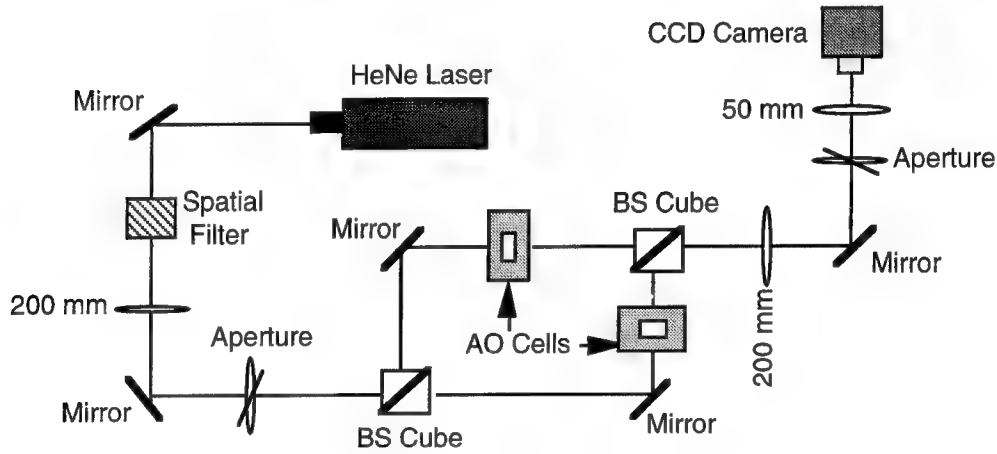 CCD Camera
HeNe Laser
Mirror
50 mm
Aperture
Spatial
Filter
BS Cube
Mirror
Mirror
200 mm
Aperture
AO Cells
200 mm
Mirror
BS Cube
Mirror